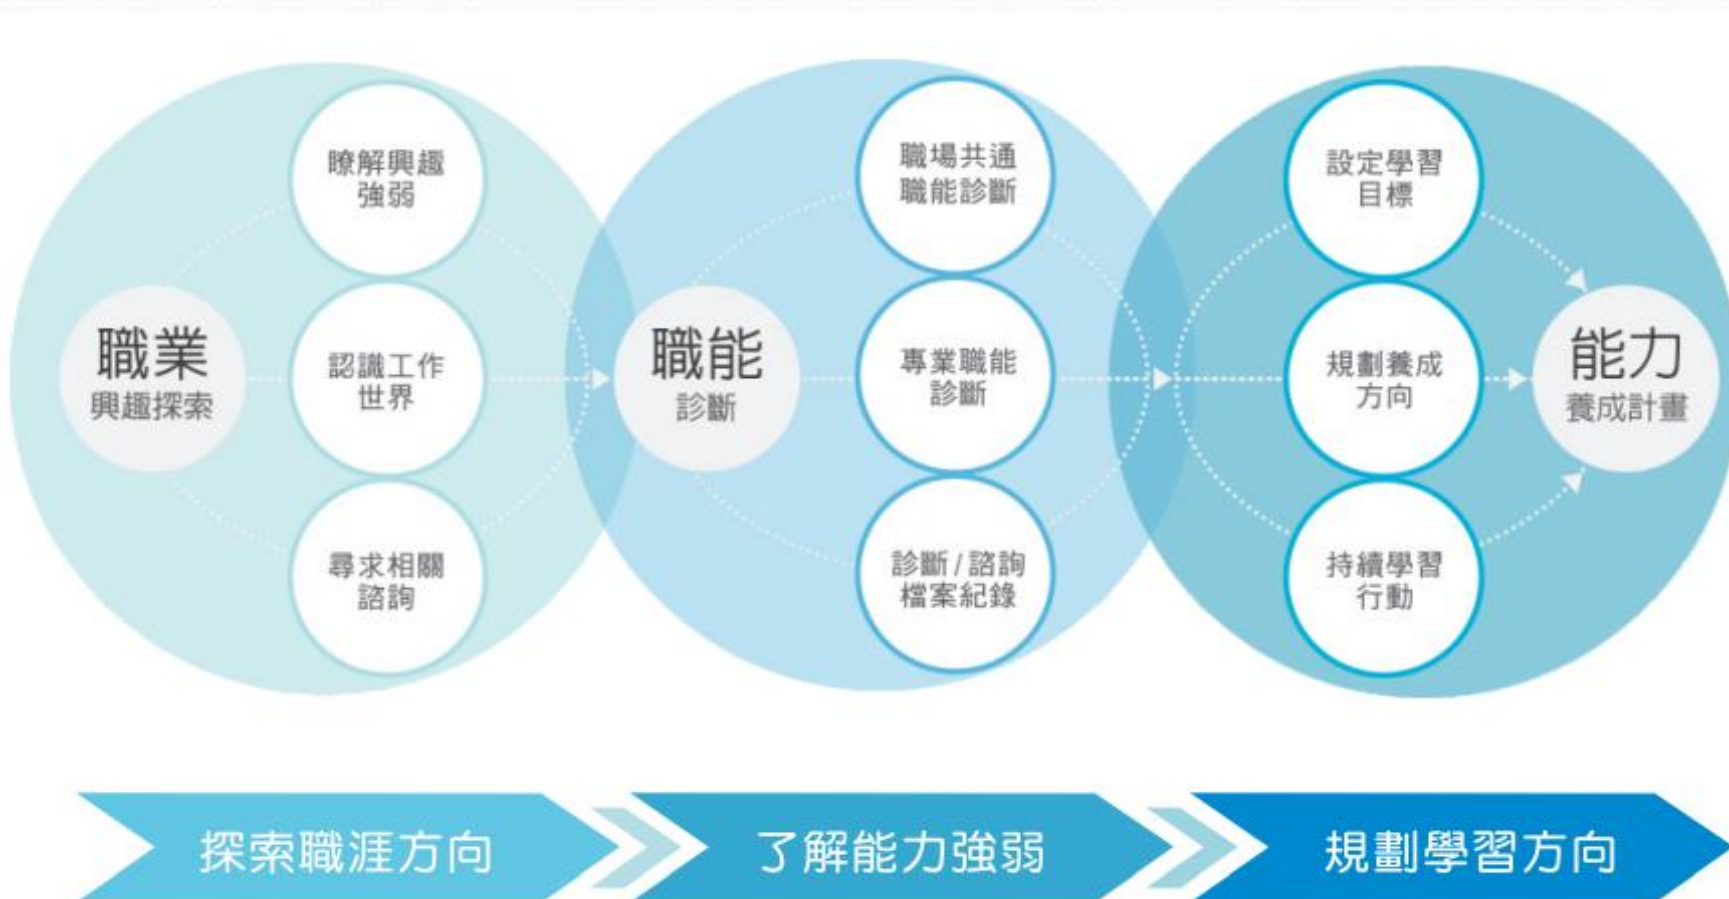 職業
興趣探索
瞭解興趣
強弱
認識工作
世界
尋求相關
諮詢
職能
診斷
職場共通
職能診斷
專業職能
診斷
診斷/諮詢
檔案紀錄
設定學習
目標
規劃養成
方向
持續學習
行動
能力
養成計畫
探索職涯方向
了解能力強弱
規劃學習方向